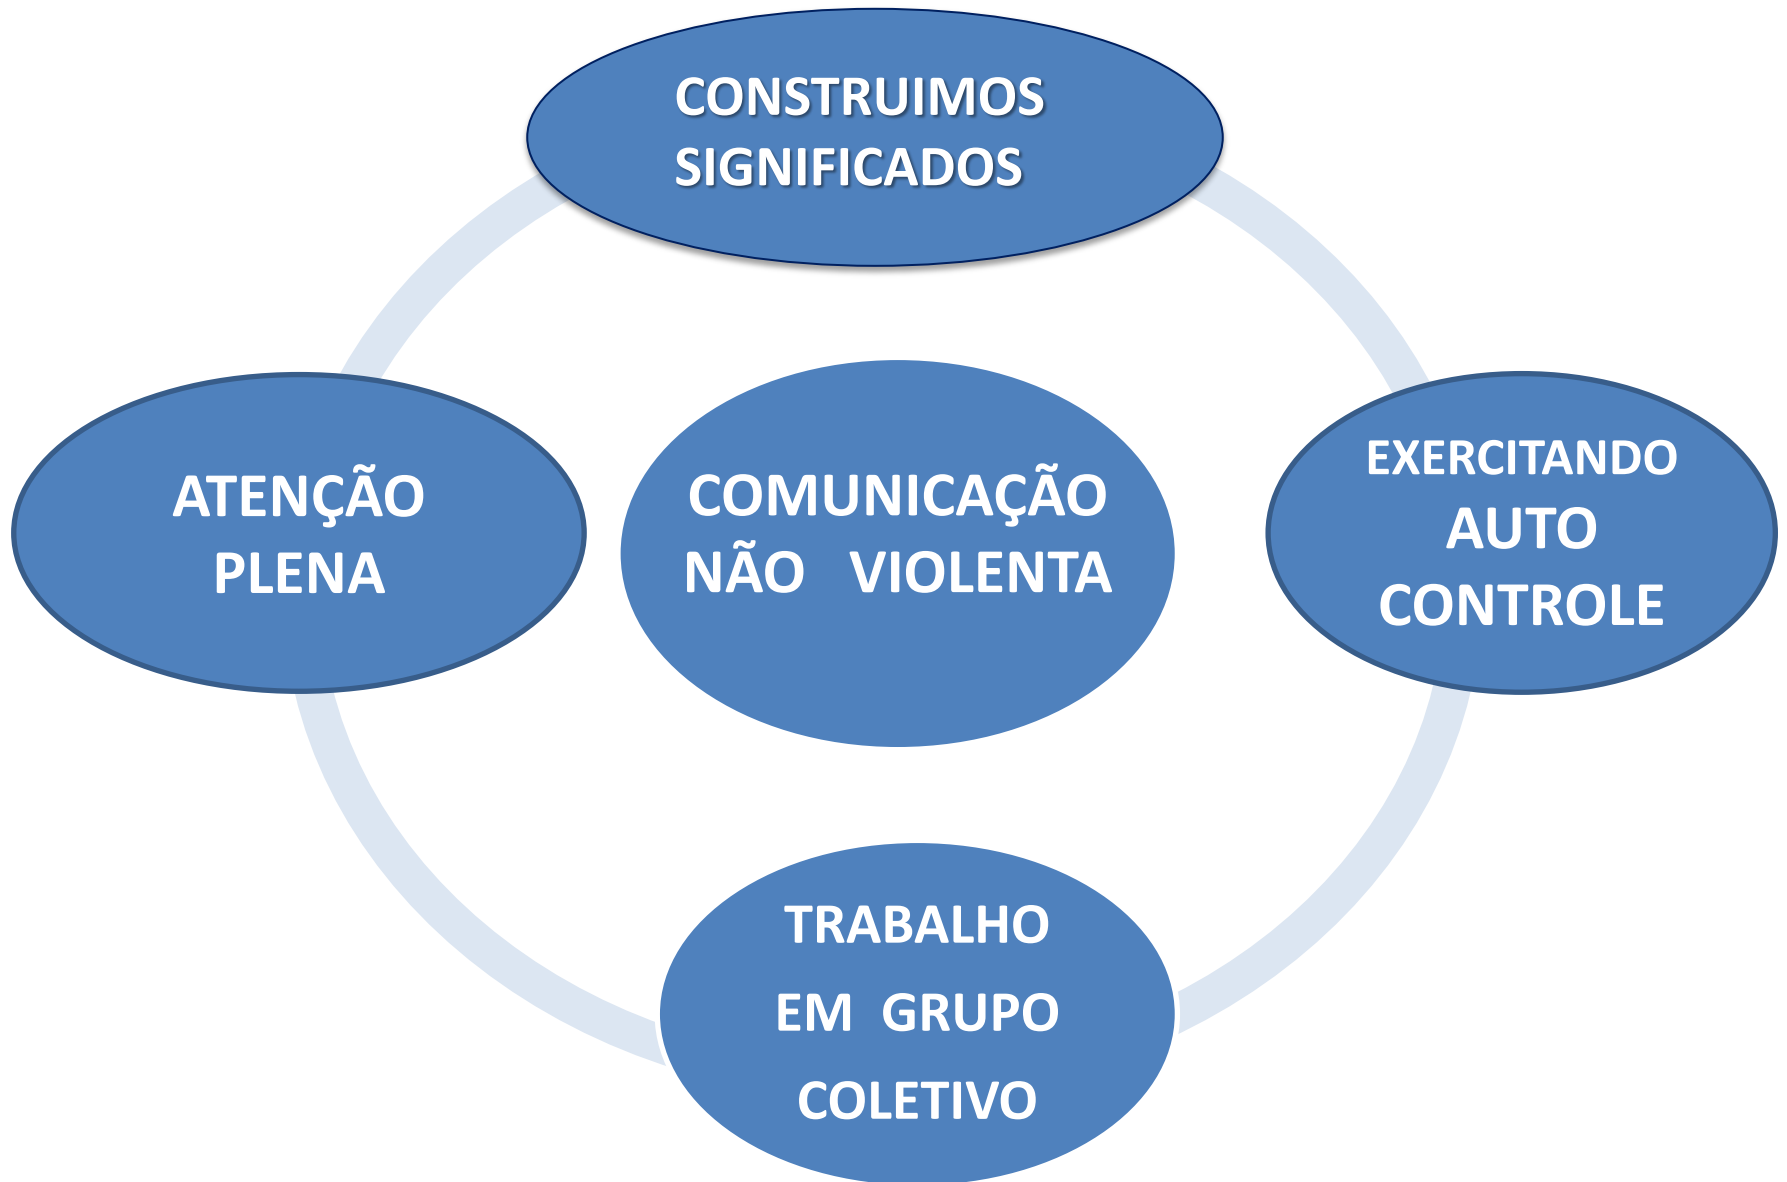 CONSTRUIMOS
SIGNIFICADOS
ATENÇÃO
PLENA
COMUNICAÇÃO
NÃO VIOLENTA
EXERCITANDO
AUTO
CONTROLE
TRABALHO
EM GRUPO
COLETIVO